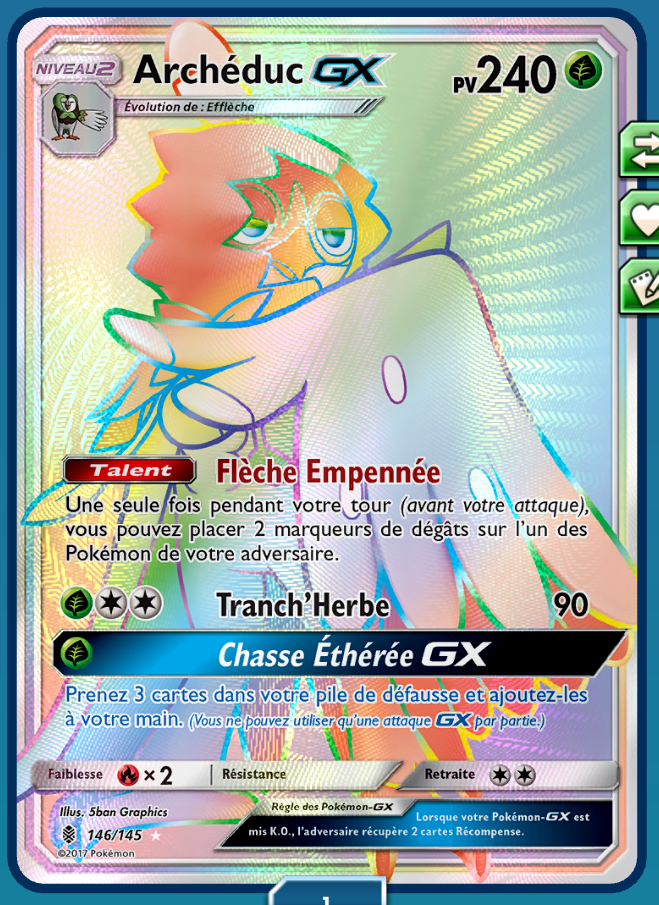 NIVEAU2 Archéduc GX PV240
Évolution de : Efflèche
Talent Flèche Empennée
Une seule fois pendant votre tour (avant votre attaque),
vous pouvez placer 2 marqueurs de dégâts sur l'un des
Pokémon de votre adversaire.
Tranch'Herbe 90
Chasse Éthérée GX
Prenez 3 cartes dans votre pile de défausse et ajoutez-les
à votre main. (Vous ne pouvez utiliser qu'une attaque GX par partie.)
Faiblesse ×2 Résistance Retraite
Illus. 5ban Graphics
146/145
©2017 Pokémon
Règle des Pokémon-GX
Lorsque votre Pokémon-GX est
mis K.O., l'adversaire récupère 2 cartes Récompense.
1